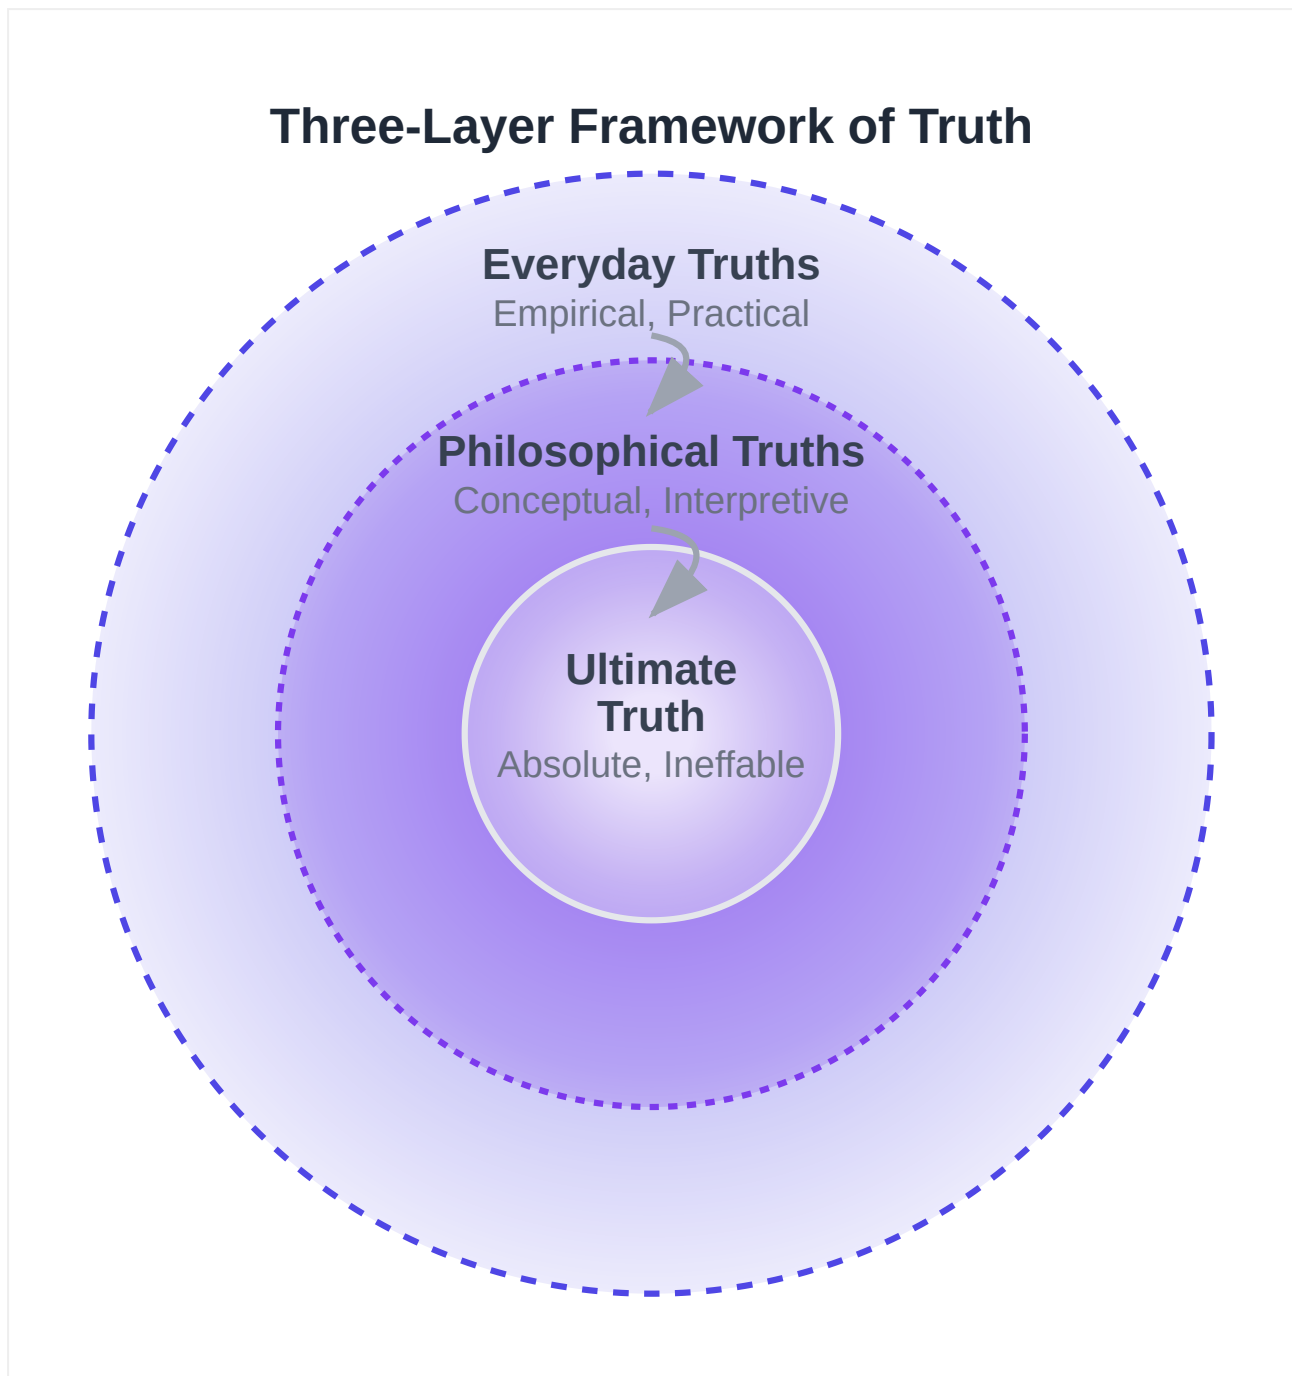 Three-Layer Framework of Truth
Everyday Truths
Empirical, Practical
Philosophical Truths
Conceptual, Interpretive
Ultimate
Truth
Absolute, Ineffable